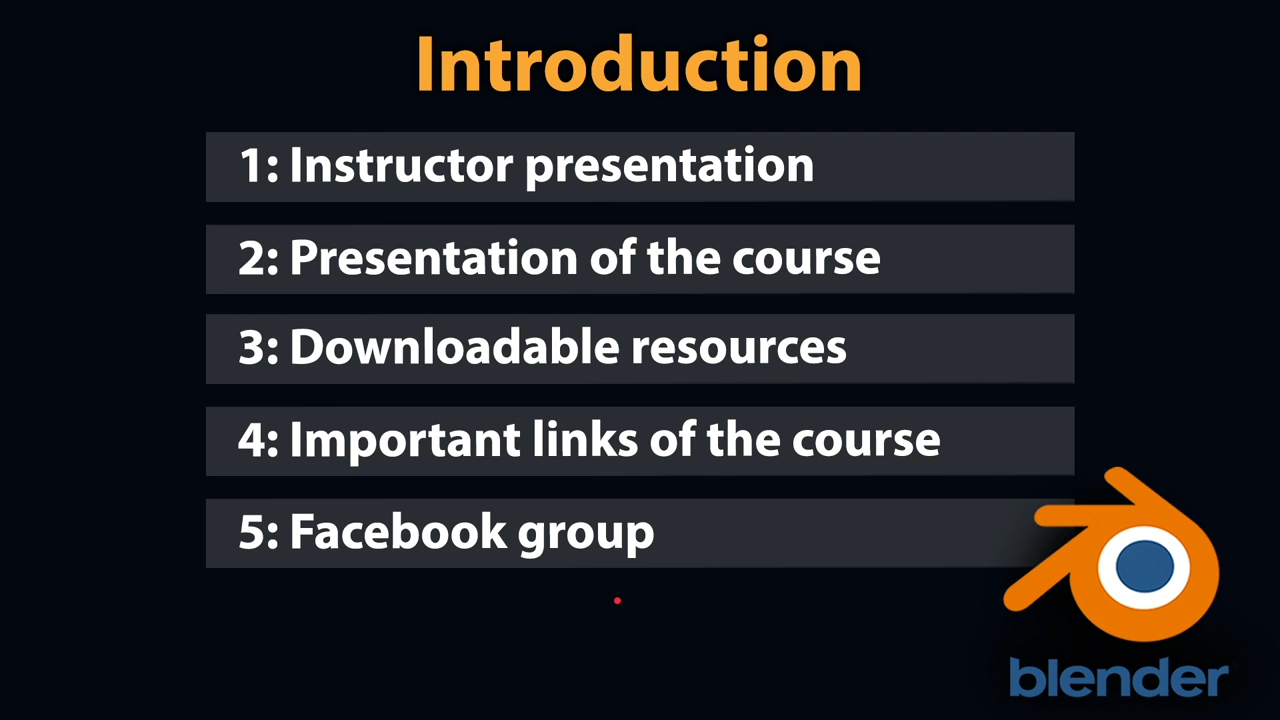 Introduction
1: Instructor presentation
2: Presentation of the course
3: Downloadable resources
4: Important links of the course
5: Facebook group
blender